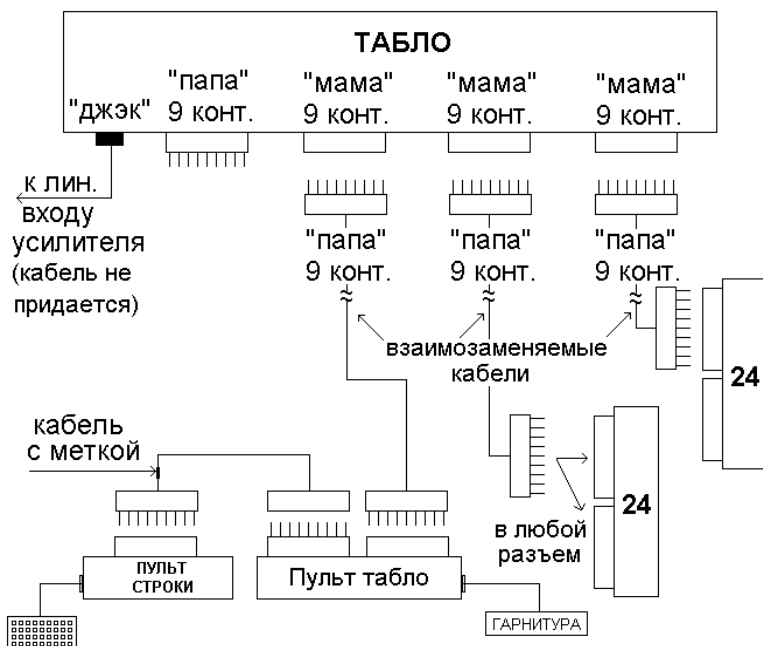 ТАБЛО
"джэк"
"папа"
9 конт.
"мама"
9 конт.
"мама"
9 конт.
"мама"
9 конт.
к лин.
входу
усилителя
(кабель не
придается)
"папа"
9 конт.
"папа"
9 конт.
"папа"
9 конт.
взаимозаменяемые
кабели
24
кабель
с меткой
24
в любой
разъем
ПУЛЬТ
СТРОКИ
Пульт табло
ГАРНИТУРА